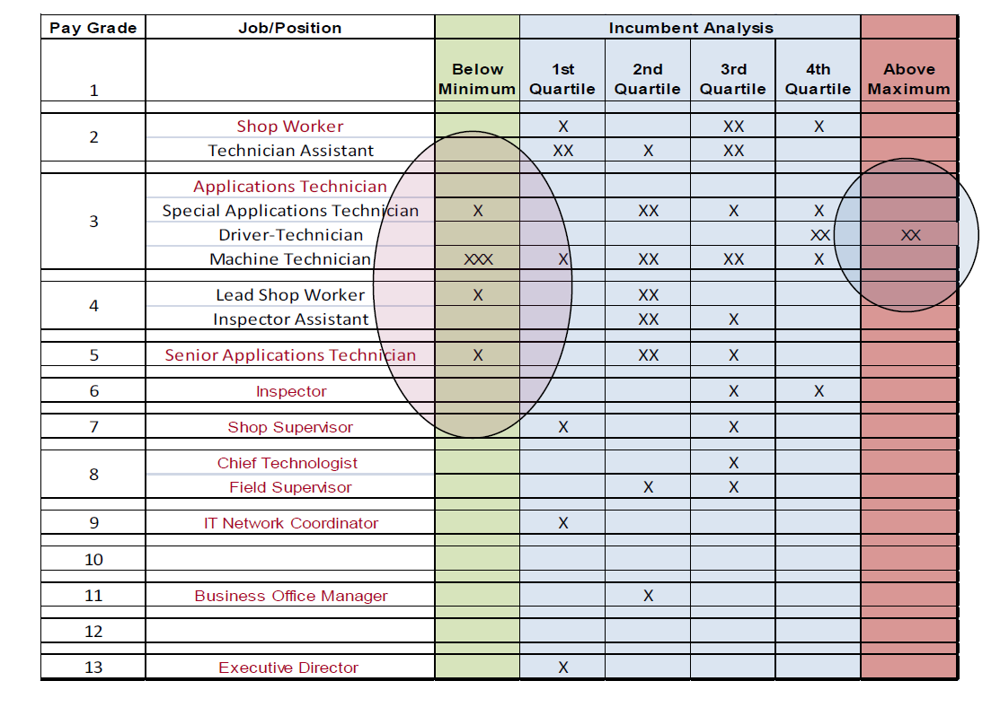 Pay Grade Job/Position Incumbent Analysis
1 Below Minimum 1st Quartile 2nd Quartile 3rd Quartile 4th Quartile Above Maximum
2 Shop Worker X XX X
Technician Assistant XX X XX
3 Applications Technician
Special Applications Technician X XX X X
Driver-Technician XX XX
Machine Technician XXX X XX XX X
4 Lead Shop Worker X XX
Inspector Assistant XX X
5 Senior Applications Technician X XX X
6 Inspector X X
7 Shop Supervisor X X
8 Chief Technologist X
Field Supervisor X X
9 IT Network Coordinator X
10
11 Business Office Manager X
12
13 Executive Director X